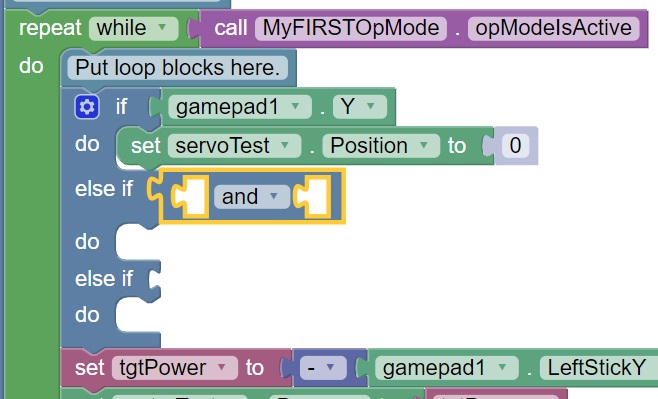 repeat while call MyFIRSTOpMode . opModeIsActive
do Put loop blocks here.
if gamepad1 . Y
do set servoTest . Position to 0
else if and
do
else if
do
set tgtPower to - gamepad1 . LeftStickY